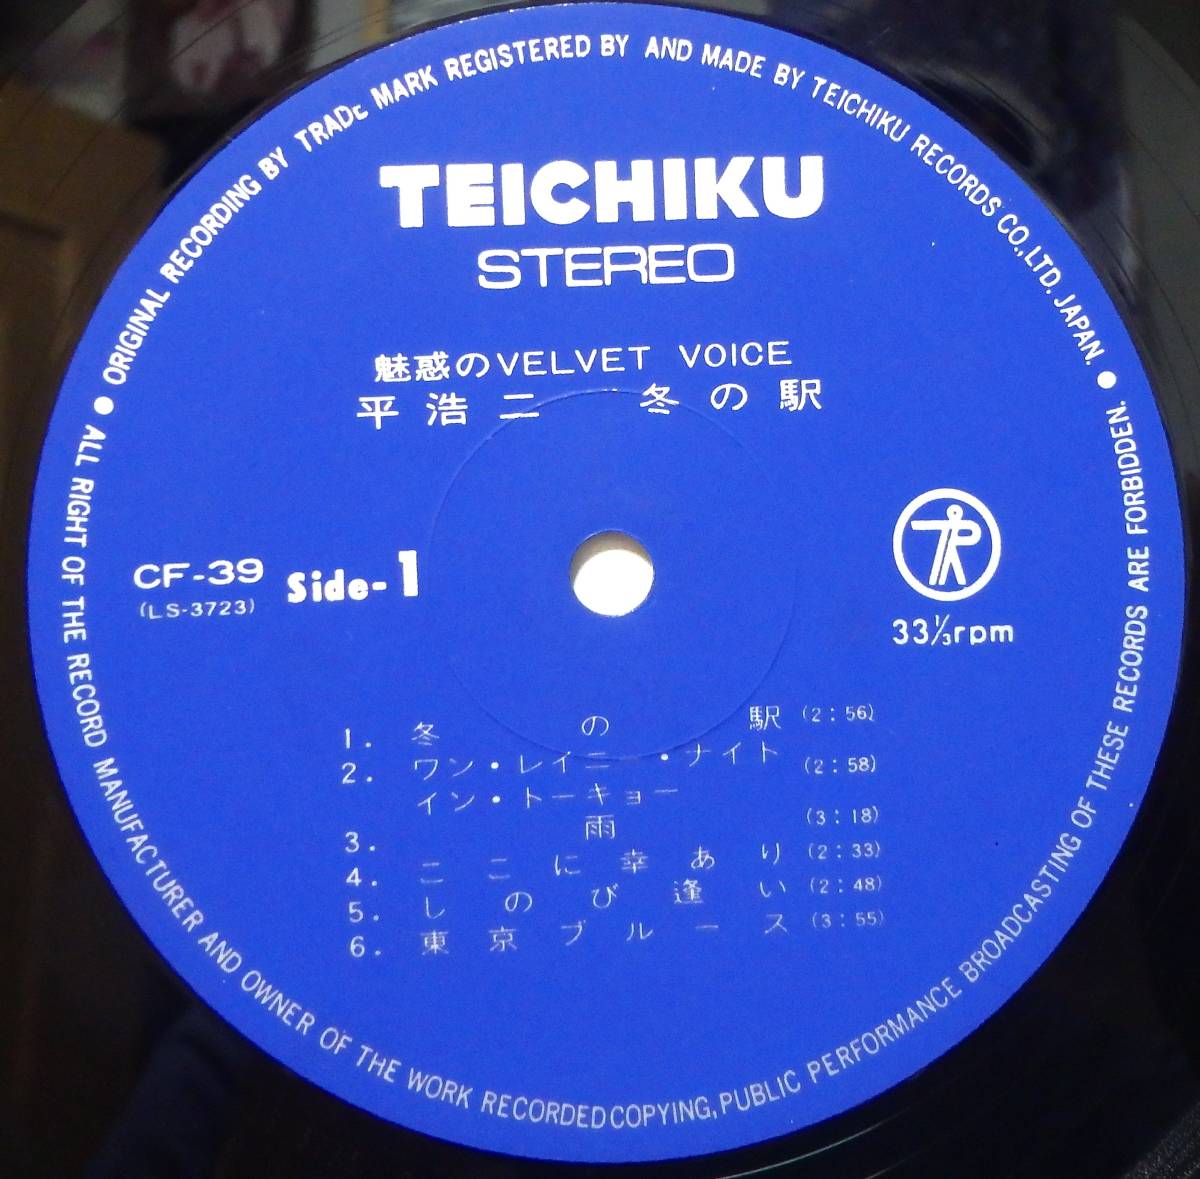 ● ORIGINAL RECORDING BY TRADE MARK REGISTERED BY AND MADE BY TEICHIKU RECORDS CO.,LTD. JAPAN. ●
TEICHIKU
STEREO
魅惑のVELVET VOICE
平浩二 冬の駅
CF-39
(LS-3723)
Side-1
33⅓rpm
1. 冬の駅 (2:56)
2. ワン・レイニー・ナイト (2:58)
イン・トーキョー
3. 雨 (3:18)
4. ここに幸あり (2:33)
5. しのび逢い (2:48)
6. 東京ブルース (3:55)
ALL RIGHT OF THE RECORD MANUFACTURER AND OWNER OF THE WORK RECORDED COPYING, PUBLIC PERFORMANCE BROADCASTING OF THESE RECORDS ARE FORBIDDEN.